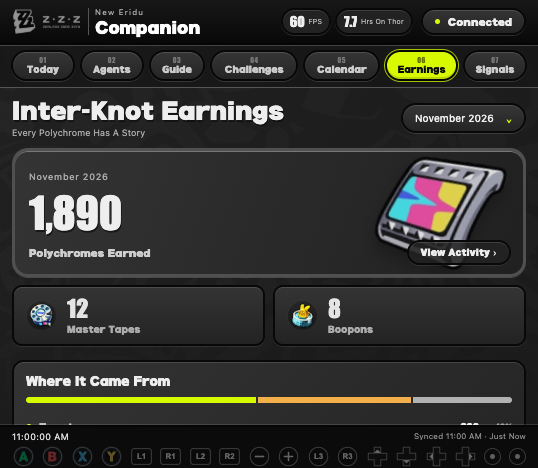 Z·Z·Z
New Eridu
Companion
60 FPS
7.7 Hrs On Thor
Connected
01 Today
02 Agents
03 Guide
04 Challenges
05 Calendar
06 Earnings
07 Signals
Inter-Knot Earnings
Every Polychrome Has A Story
November 2026
November 2026
1,890
Polychromes Earned
View Activity ›
12
Master Tapes
8
Boopons
Where It Came From
11:00:00 AM
Synced 11:00 AM · Just Now
A B X Y L1 R1 L2 R2 L3 R3